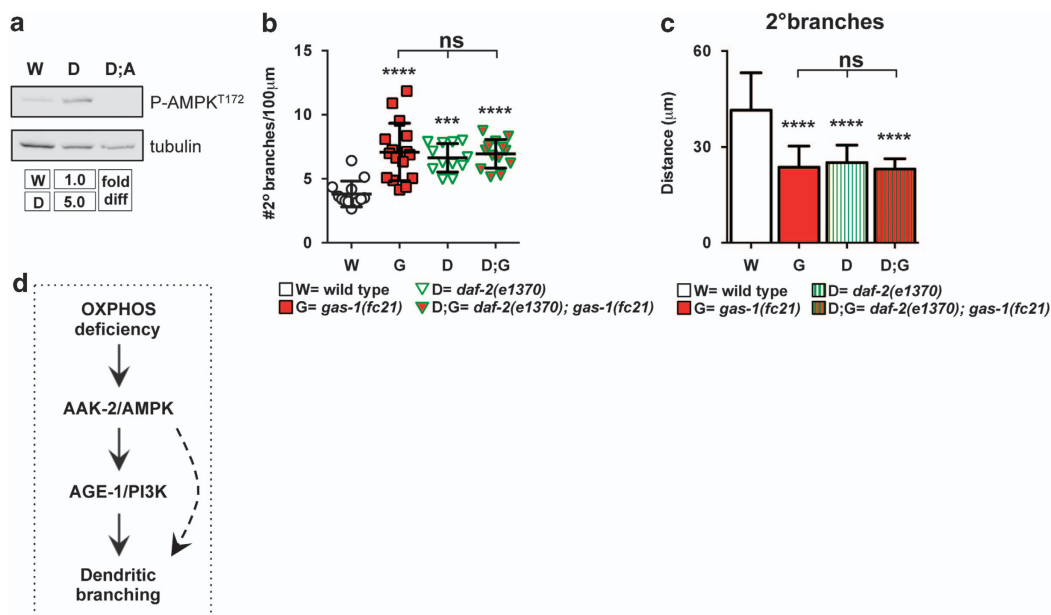 a
W D D;A
P-AMPKT172
tubulin
W 1.0 fold
D 5.0 diff
b
ns
15
10
5
0
#2° branches/100µm
****
***
****
W G D D;G
W= wild type D= daf-2(e1370)
G= gas-1(fc21) D;G= daf-2(e1370); gas-1(fc21)
c
2°branches
ns
60
30
0
Distance (µm)
****
****
****
W G D D;G
W= wild type D= daf-2(e1370)
G= gas-1(fc21) D;G= daf-2(e1370); gas-1(fc21)
d
OXPHOS
deficiency
AAK-2/AMPK
AGE-1/PI3K
Dendritic
branching